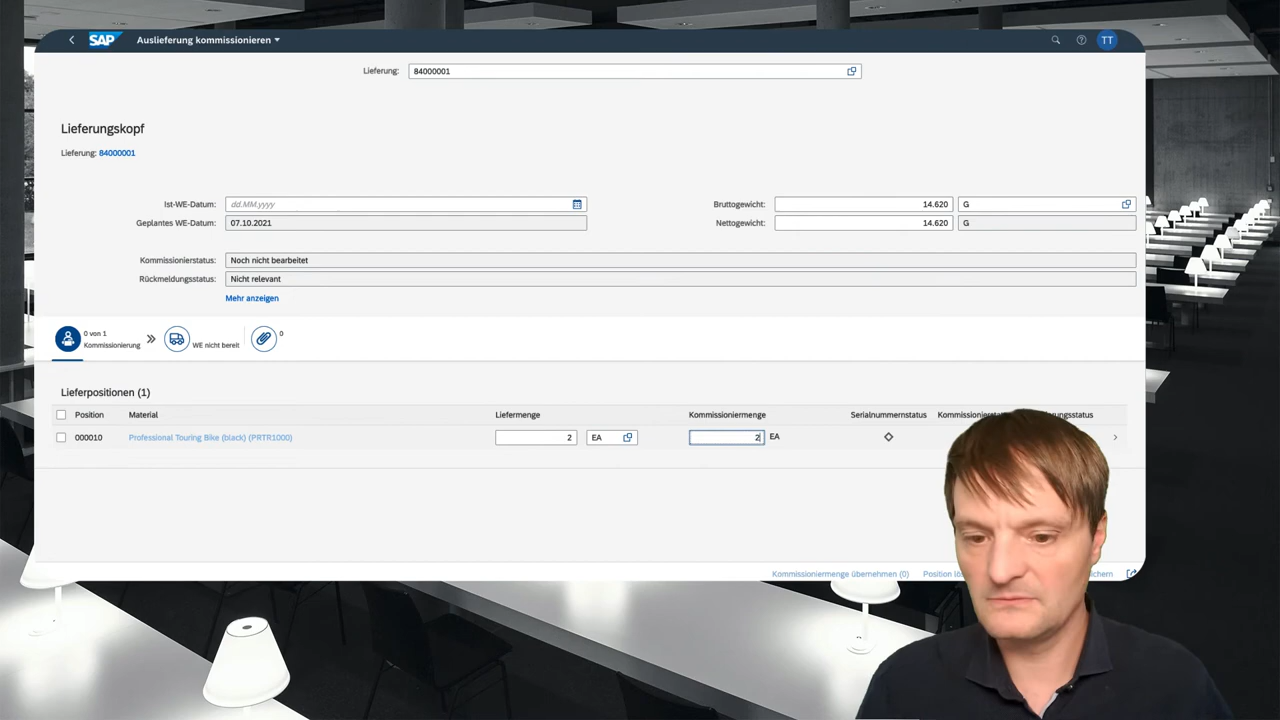 SAP Auslieferung kommissionieren TT
Lieferung: 84000001
Lieferungskopf
Lieferung: 84000001
Ist-WE-Datum: dd.MM.yyyy Bruttogewicht: 14.620 G
Geplantes WE-Datum: 07.10.2021 Nettogewicht: 14.620 G
Kommissionierstatus: Noch nicht bearbeitet
Rückmeldungsstatus: Nicht relevant
Mehr anzeigen
0 von 1 0
Kommissionierung WE nicht bereit
Lieferpositionen (1)
Position Material Liefermenge Kommissioniermenge Serialnummernstatus
000010 Professional Touring Bike (black) (PRTR1000) 2 EA 2 EA
Kommissioniermenge übernehmen (0) Position